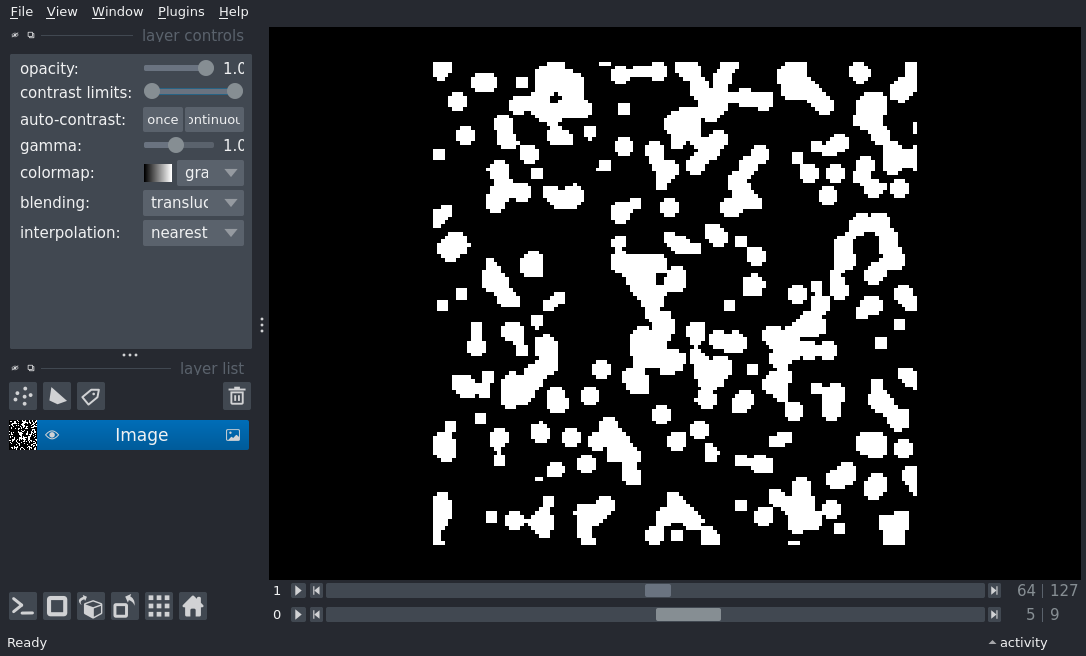 File View Window Plugins Help
layer controls
opacity: 1.0
contrast limits:
auto-contrast: once ontinuou
gamma: 1.0
colormap: gra
blending: transluc
interpolation: nearest
layer list
Image
1 64 | 127
0 5 | 9
Ready activity